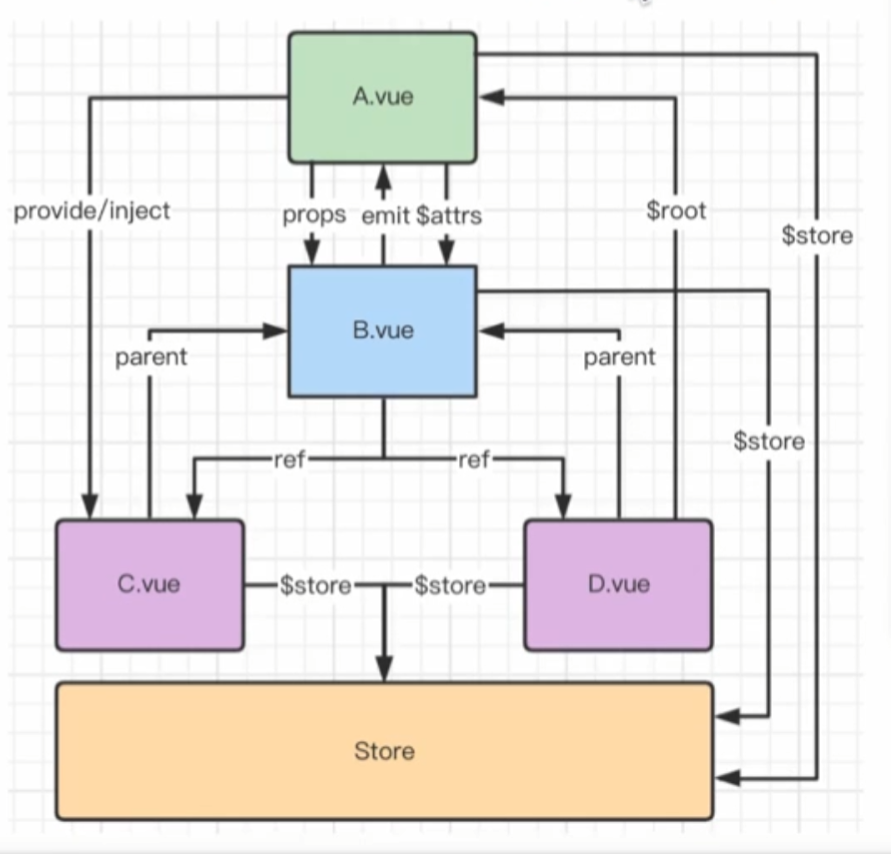 A.vue
provide/inject
props
emit
$attrs
$root
$store
B.vue
parent
parent
$store
ref
ref
C.vue
$store
$store
D.vue
Store